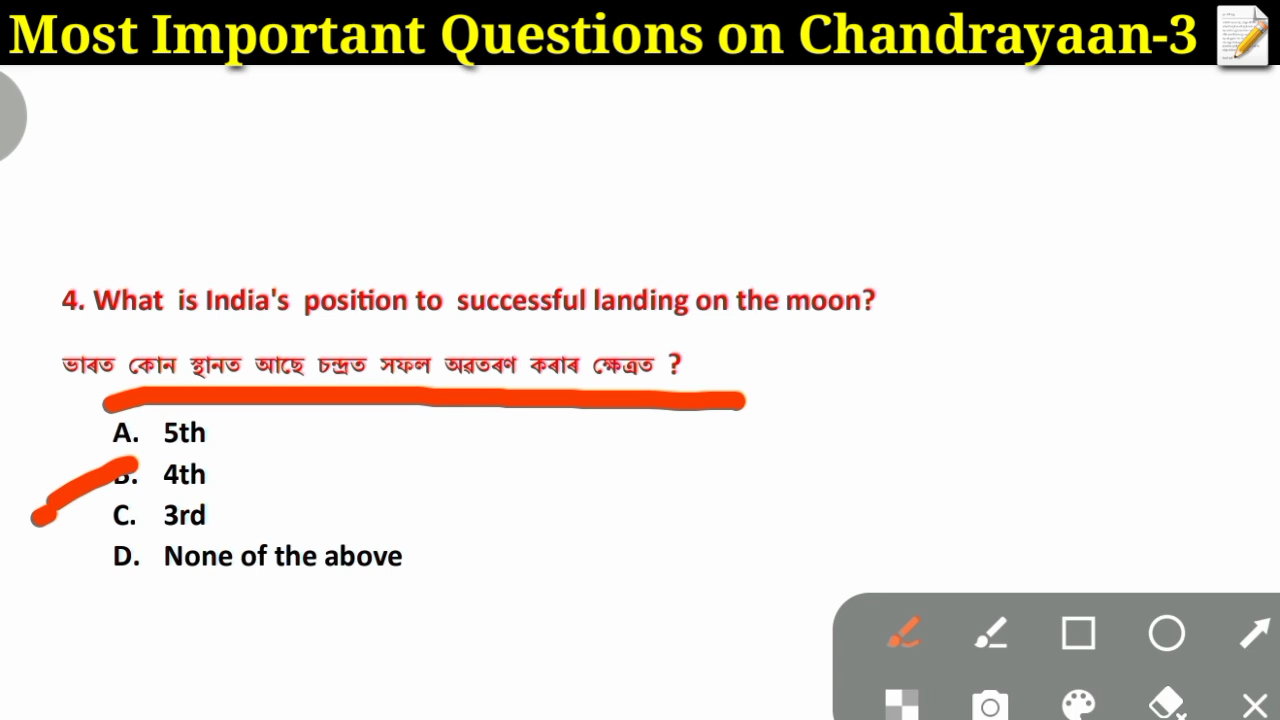 Most Important Questions on Chandrayaan-3
4. What is India's position to successful landing on the moon?
ভাৰত কোন স্থানত আছে চন্দ্ৰত সফল অৱতৰণ কৰাৰ ক্ষেত্ৰত ?
A. 5th
B. 4th
C. 3rd
D. None of the above